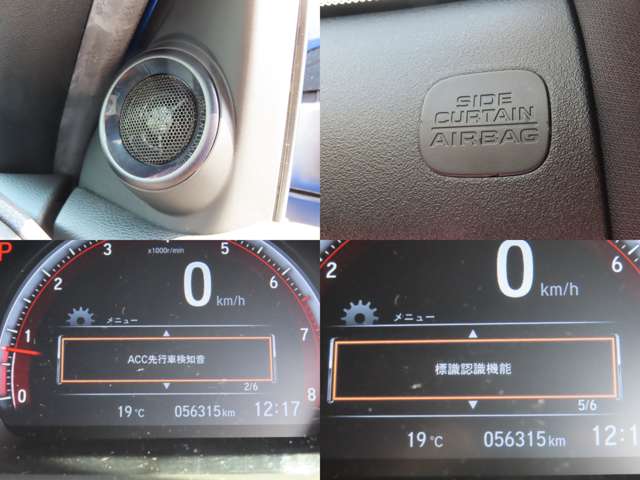 SIDE
CURTAIN
AIRBAG
P
x1000r/min
0 1 2 3 5 6 7 8
0 km/h
メニュー
ACC先行車検知音
2/6
19℃ 056315km 12:17
2 6
0 km/h
メニュー
標識認識機能
5/6
19℃ 056315km 12:1